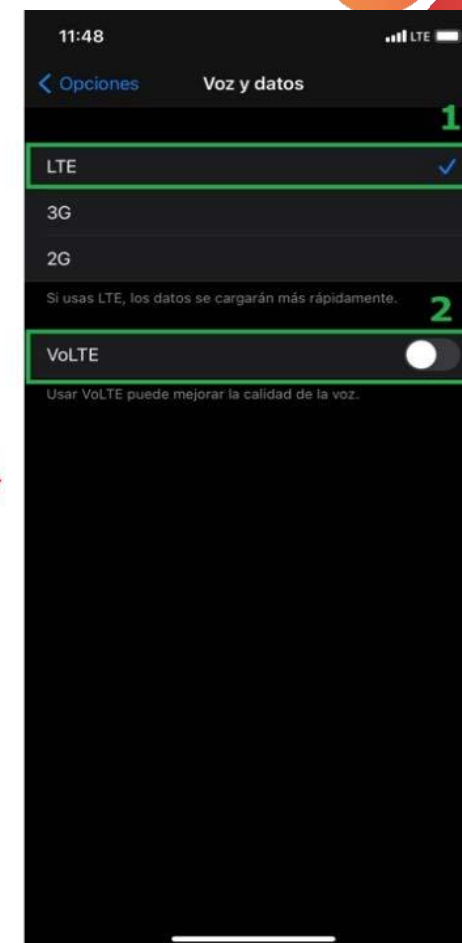 11:48
LTE
Opciones
Voz y datos
1
LTE
3G
2G
Si usas LTE, los datos se cargarán más rápidamente.
2
VoLTE
Usar VoLTE puede mejorar la calidad de la voz.